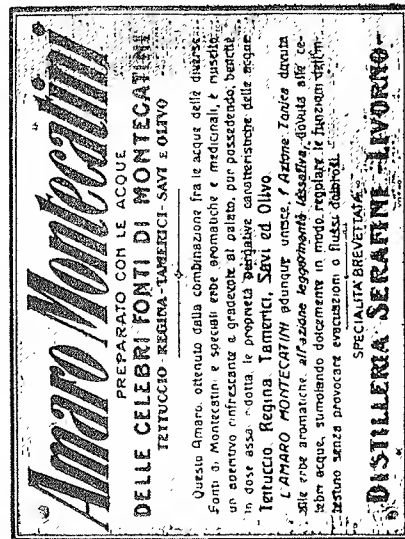 Amaro Montecatini
PREPARATO CON LE ACQUE
DELLE CELEBRI FONTI DI MONTECATINI
TETTUCCIO REGINA-TAMERICI-SAVI E OLIVO
Questo Amaro, ottenuto dalla combinazione fra le acque delle diverse
Fonti di Montecatini e speciali erbe aromatiche e medicinali, è riuscito
un aperitivo rinfrescante e gradevole al palato, pur possedendo, benchè
in dose assai ridotta, le proprietà purgative caratteristiche delle acque
Tettuccio, Regina, Tamerici, Savi ed Olivo.
L'AMARO MONTECATINI adunque unisce, l'Azione Tonica dovuta
alle erbe aromatiche, all'azione leggermente lassativa, dovuta alle ce-
lebri acque, stimolando dolcemente in modo regolare le funzioni dell'in-
testino senza provocare evacuazioni o flussi dolorosi.
SPECIALITÀ BREVETTATA
DISTILLERIA SERAFINI - LIVORNO -